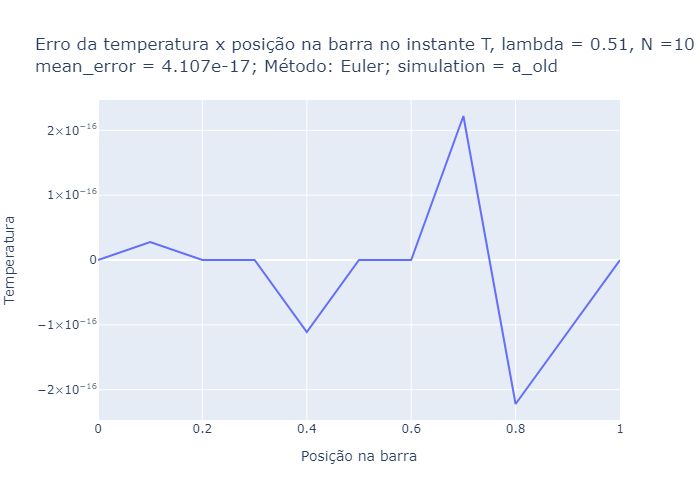 Erro da temperatura x posição na barra no instante T, lambda = 0.51, N =10
mean_error = 4.107e-17; Método: Euler; simulation = a_old
Temperatura
2×10⁻¹⁶
1×10⁻¹⁶
0
−1×10⁻¹⁶
−2×10⁻¹⁶
0 0.2 0.4 0.6 0.8 1
Posição na barra